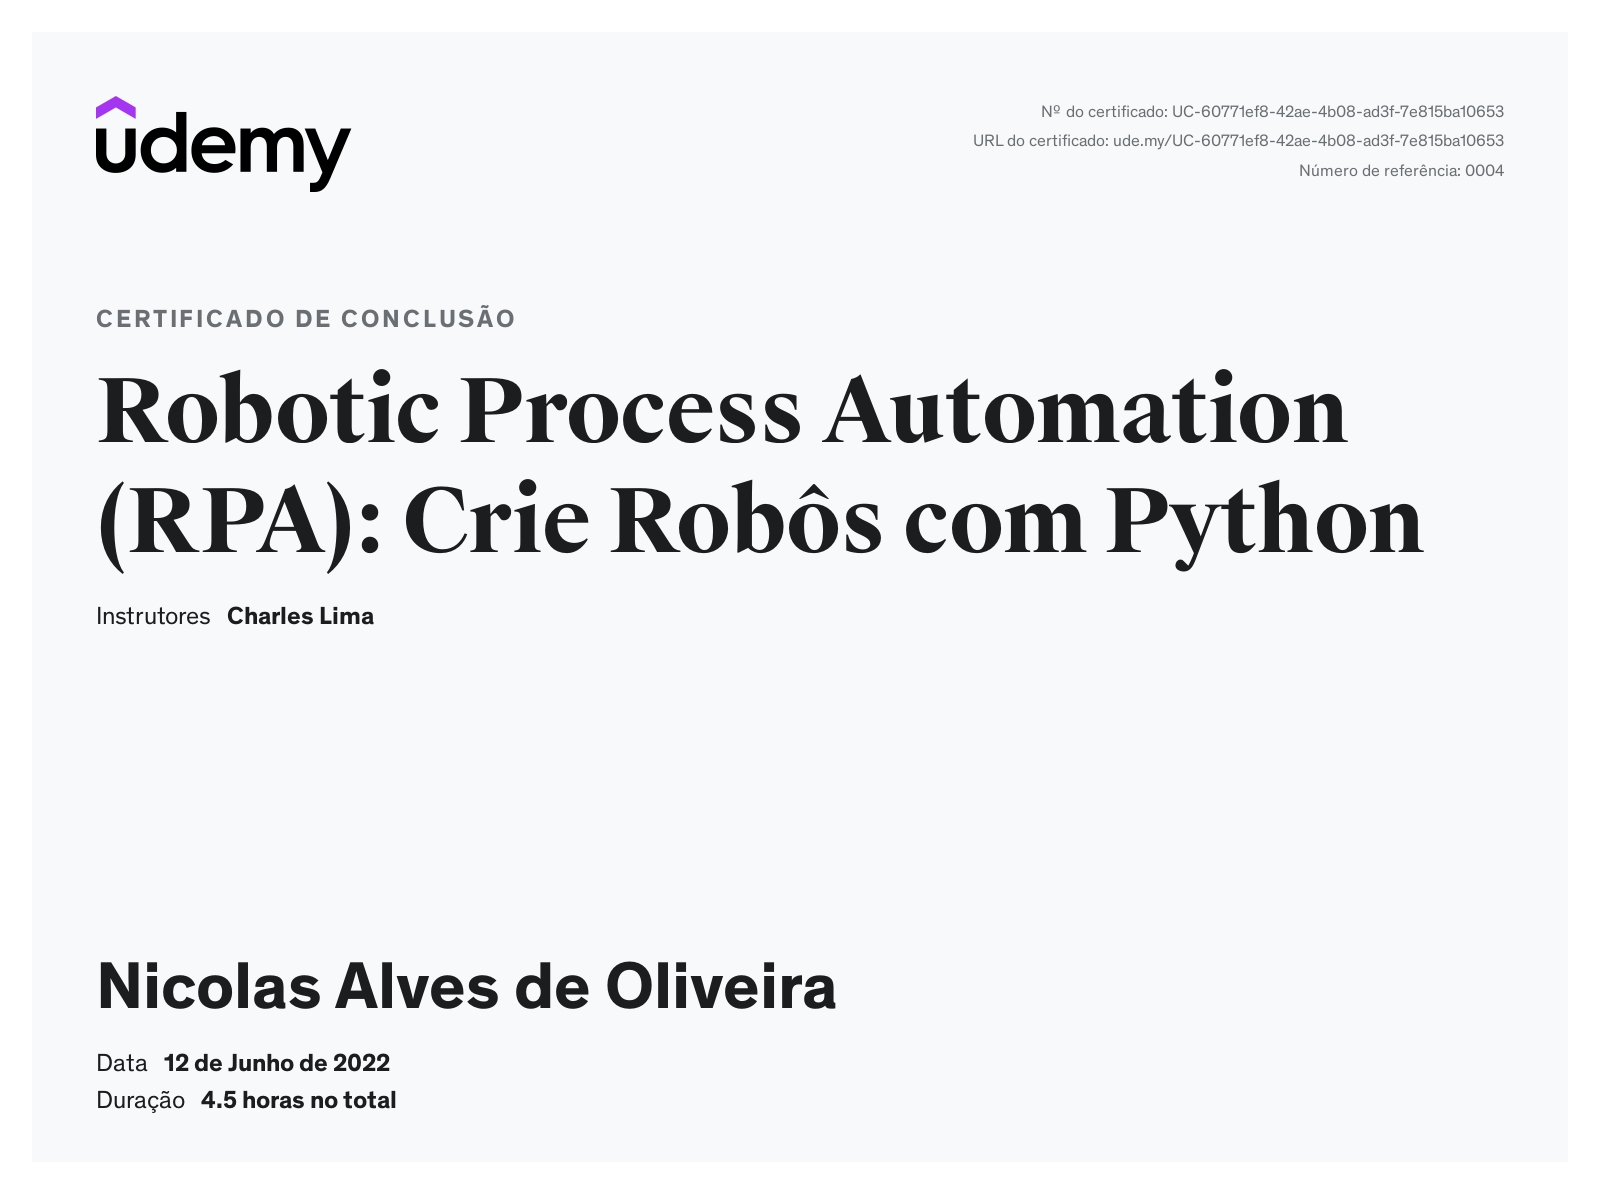 udemy
Nº do certificado: UC-60771ef8-42ae-4b08-ad3f-7e815ba10653
URL do certificado: ude.my/UC-60771ef8-42ae-4b08-ad3f-7e815ba10653
Número de referência: 0004
CERTIFICADO DE CONCLUSÃO
Robotic Process Automation
(RPA): Crie Robôs com Python
Instrutores Charles Lima
Nicolas Alves de Oliveira
Data 12 de Junho de 2022
Duração 4.5 horas no total